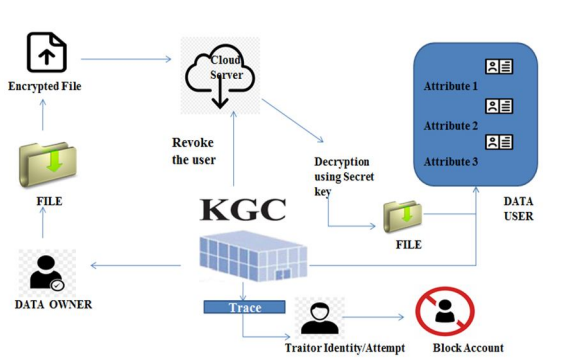 Cloud
Server
Encrypted File
Attribute 1
Attribute 2
Attribute 3
Revoke
the user
Decryption
using Secret
key
KGC
FILE
FILE
DATA
USER
DATA OWNER
Trace
Traitor Identity/Attempt
Block Account